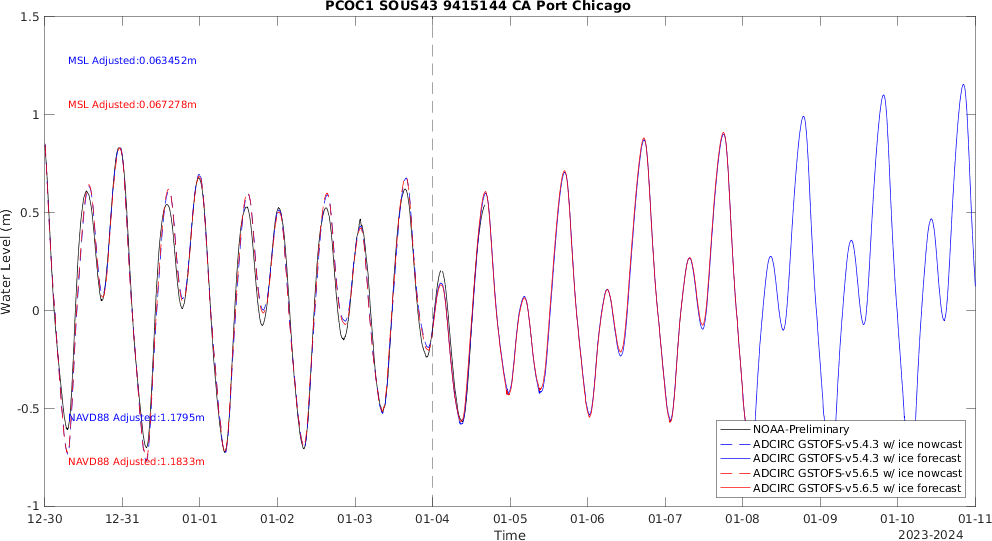 PCOC1 SOUS43 9415144 CA Port Chicago
1.5
1
0.5
0
-0.5
-1
Water Level (m)
MSL Adjusted:0.063452m
MSL Adjusted:0.067278m
NAVD88 Adjusted:1.1795m
NAVD88 Adjusted:1.1833m
NOAA-Preliminary
ADCIRC GSTOFS-v5.4.3 w/ ice nowcast
ADCIRC GSTOFS-v5.4.3 w/ ice forecast
ADCIRC GSTOFS-v5.6.5 w/ ice nowcast
ADCIRC GSTOFS-v5.6.5 w/ ice forecast
12-30 12-31 01-01 01-02 01-03 01-04 01-05 01-06 01-07 01-08 01-09 01-10 01-11
Time
2023-2024